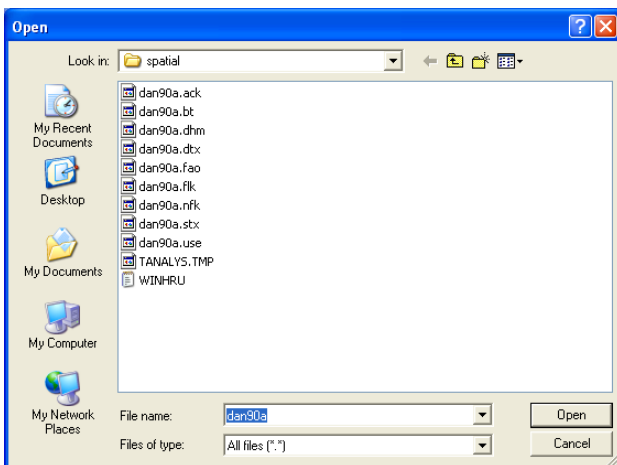 Open
Look in: spatial
My Recent
Documents
Desktop
My Documents
My Computer
My Network
Places
dan90a.ack
dan90a.bt
dan90a.dhm
dan90a.dtx
dan90a.fao
dan90a.flk
dan90a.nfk
dan90a.stx
dan90a.use
TANALYS.TMP
WINHRU
File name: dan90a Open
Files of type: All files (*.*) Cancel